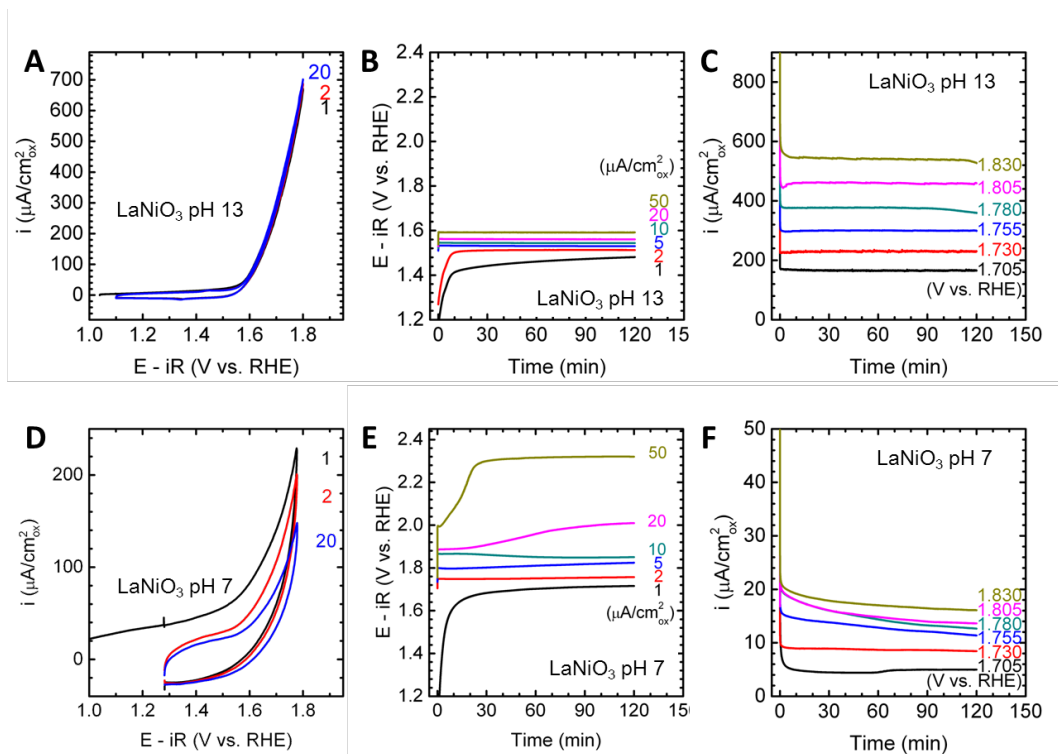 A
700
600
500
400
300
200
100
0
i (µA/cm²ox)
20
2
1
LaNiO₃ pH 13
1.0 1.2 1.4 1.6 1.8
E - iR (V vs. RHE)
B
2.4
2.2
2.0
1.8
1.6
1.4
1.2
E - iR (V vs. RHE)
(µA/cm²ox)
50
20
10
5
2
1
LaNiO₃ pH 13
0 30 60 90 120 15
Time (min)
C
800
600
400
200
0
i (µA/cm²ox)
LaNiO₃ pH 13
1.830
1.805
1.780
1.755
1.730
1.705
(V vs. RHE)
0 30 60 90 120 150
Time (min)
D
200
100
0
i (µA/cm²ox)
1
2
20
LaNiO₃ pH 7
1.0 1.2 1.4 1.6 1.8
E - iR (V vs. RHE)
E
2.4
2.2
2.0
1.8
1.6
1.4
1.2
E - iR (V vs. RHE)
50
20
10
5
2
1
(µA/cm²ox)
LaNiO₃ pH 7
0 30 60 90 120 15
Time (min)
F
50
40
30
20
10
0
i (µA/cm²ox)
LaNiO₃ pH 7
1.830
1.805
1.780
1.755
1.730
1.705
(V vs. RHE)
0 30 60 90 120 150
Time (min)